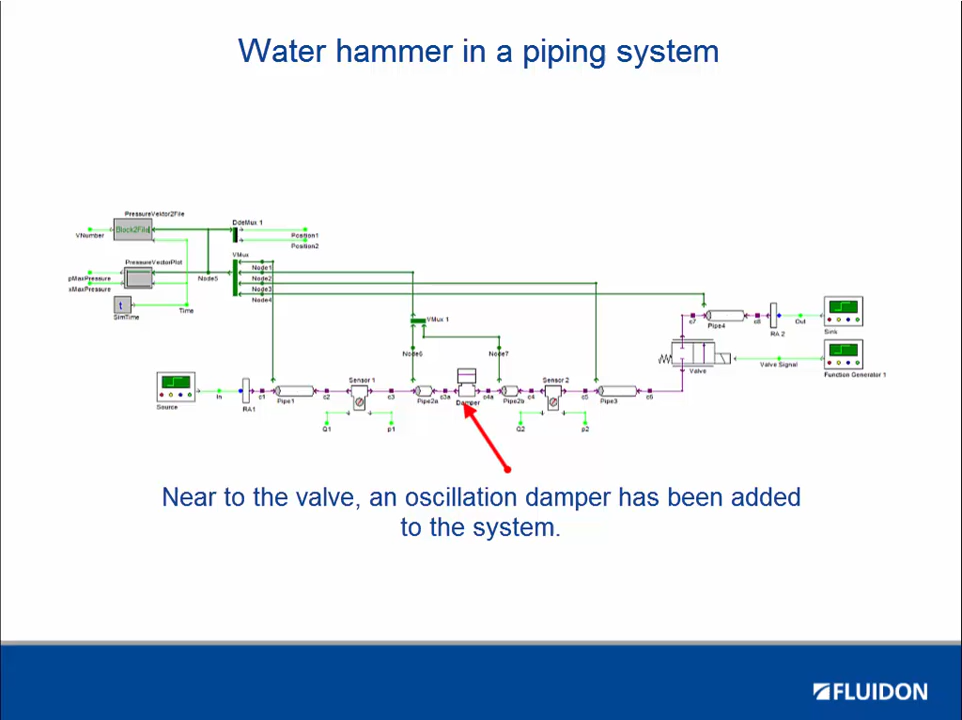 Water hammer in a piping system
PressureVektor2File
Block2File
VNumber
DdeMux 1
Position1
Position2
PressureVectorPlot
pMaxPressure
xMaxPressure
Node5
VMux
Node1
Node2
Node3
Node4
t
SimTime
Time
VMux 1
Node6
Node7
c7
Pipe4
c8
RA 2
Out
Sink
Valve
Valve Signal
Function Generator 1
Source
In
RA1
c1
Pipe1
c2
Sensor 1
c3
Pipe2a
c3a
Damper
c4a
Pipe2b
c4
Sensor 2
c5
Pipe3
c6
Q1
p1
Q2
p2
Near to the valve, an oscillation damper has been added
to the system.
FLUIDON